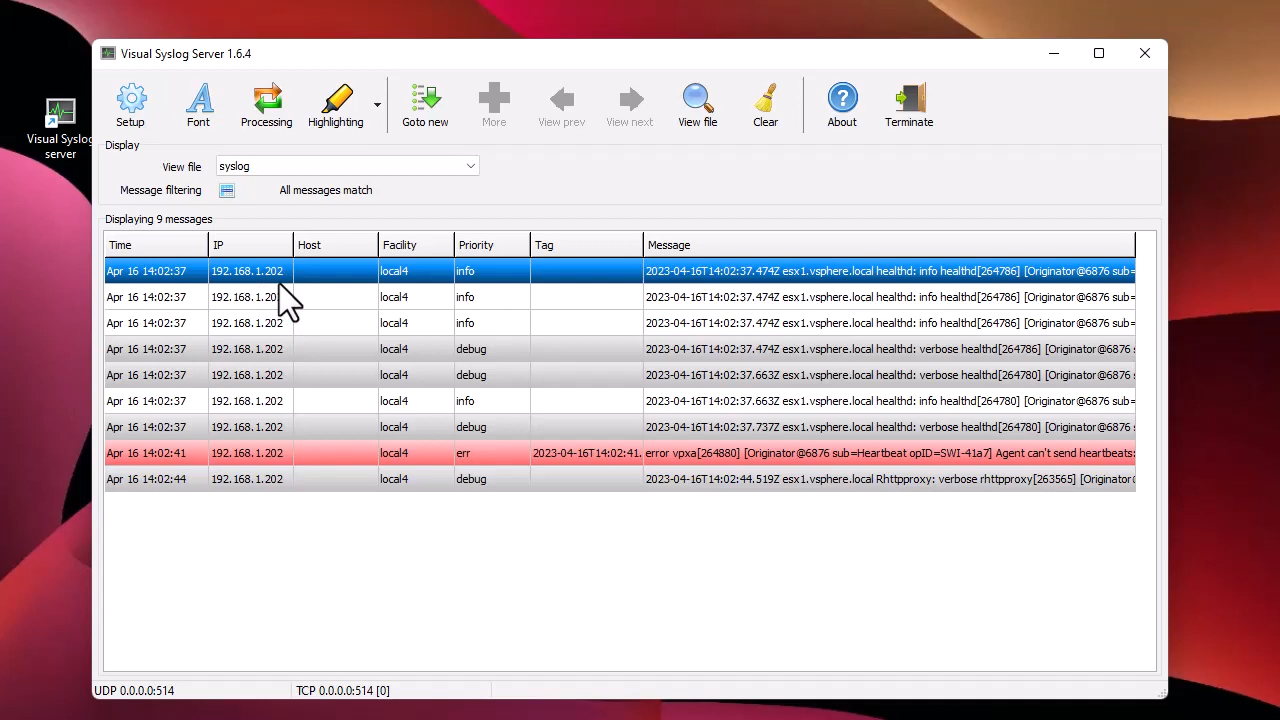 Visual Syslog Server 1.6.4
Visual Syslog
server
Setup Font Processing Highlighting Goto new More View prev View next View file Clear About Terminate
Display
View file syslog
Message filtering All messages match
Displaying 9 messages
Time IP Host Facility Priority Tag Message
Apr 16 14:02:37 192.168.1.202 local4 info 2023-04-16T14:02:37.474Z esx1.vsphere.local healthd: info healthd[264786] [Originator@6876 sub=
Apr 16 14:02:37 192.168.1.20 local4 info 2023-04-16T14:02:37.474Z esx1.vsphere.local healthd: info healthd[264786] [Originator@6876 sub=
Apr 16 14:02:37 192.168.1.202 local4 info 2023-04-16T14:02:37.474Z esx1.vsphere.local healthd: info healthd[264786] [Originator@6876 sub=
Apr 16 14:02:37 192.168.1.202 local4 debug 2023-04-16T14:02:37.474Z esx1.vsphere.local healthd: verbose healthd[264786] [Originator@6876 s
Apr 16 14:02:37 192.168.1.202 local4 debug 2023-04-16T14:02:37.663Z esx1.vsphere.local healthd: verbose healthd[264780] [Originator@6876 s
Apr 16 14:02:37 192.168.1.202 local4 info 2023-04-16T14:02:37.663Z esx1.vsphere.local healthd: info healthd[264780] [Originator@6876 sub=
Apr 16 14:02:37 192.168.1.202 local4 debug 2023-04-16T14:02:37.737Z esx1.vsphere.local healthd: verbose healthd[264780] [Originator@6876 s
Apr 16 14:02:41 192.168.1.202 local4 err 2023-04-16T14:02:41. error vpxa[264880] [Originator@6876 sub=Heartbeat opID=SWI-41a7] Agent can't send heartbeats:
Apr 16 14:02:44 192.168.1.202 local4 debug 2023-04-16T14:02:44.519Z esx1.vsphere.local Rhttpproxy: verbose rhttpproxy[263565] [Originator@
UDP 0.0.0.0:514 TCP 0.0.0.0:514 [0]